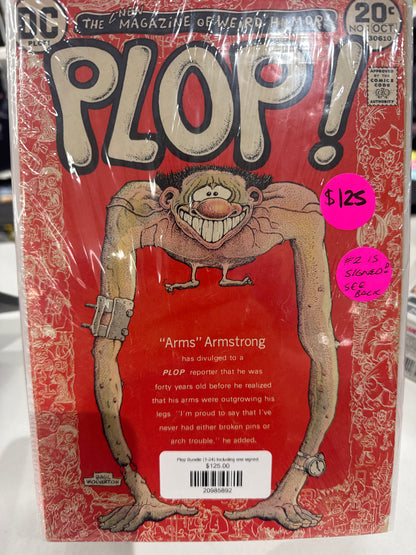 DC
PLOP
THE NEW MAGAZINE OF WEIRD HUMOR!
20¢
NO. 1 OCT.
30610
APPROVED
BY THE
COMICS
CODE
AUTHORITY
PLOP!
$125
#2 IS
SIGNED!
SEE
BACK
"Arms" Armstrong
has divulged to a
PLOP reporter that he was
forty years old before he realized
that his arms were outgrowing his
legs. "I'm proud to say that I've
never had either broken pins or
arch trouble," he added.
BASIL
WOLVERTON
Plop Bundle (1-24) Including one signed
$125.00
20985892